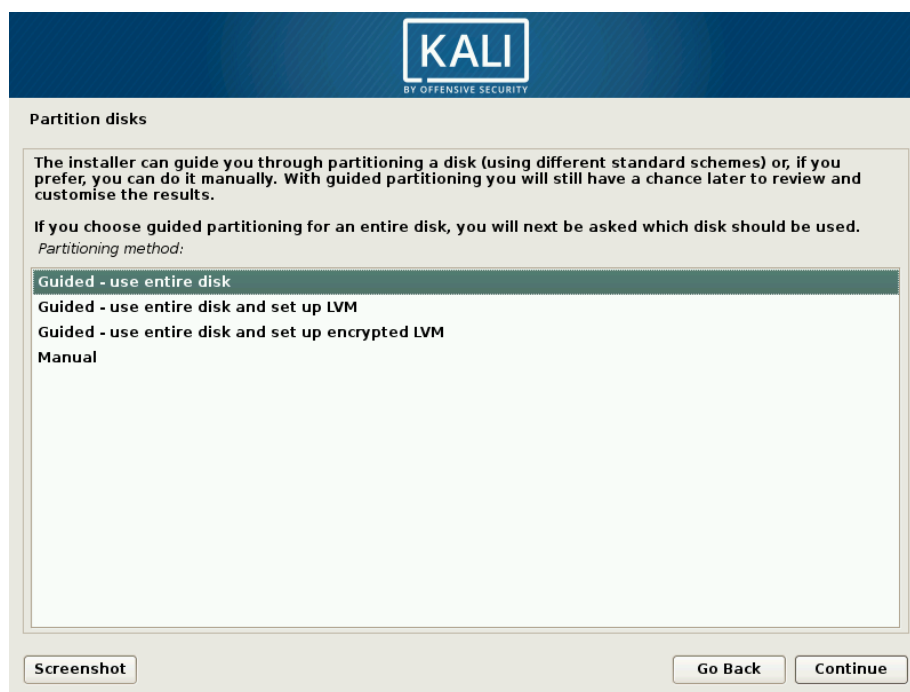 KALI
BY OFFENSIVE SECURITY
Partition disks
The installer can guide you through partitioning a disk (using different standard schemes) or, if you
prefer, you can do it manually. With guided partitioning you will still have a chance later to review and
customise the results.
If you choose guided partitioning for an entire disk, you will next be asked which disk should be used.
Partitioning method:
Guided - use entire disk
Guided - use entire disk and set up LVM
Guided - use entire disk and set up encrypted LVM
Manual
Screenshot
Go Back
Continue